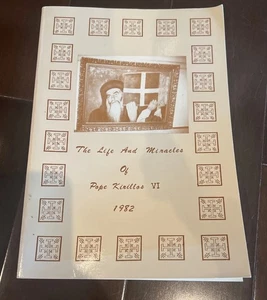 The Life And Miracles
Of
Pope Kirillos VI
1982